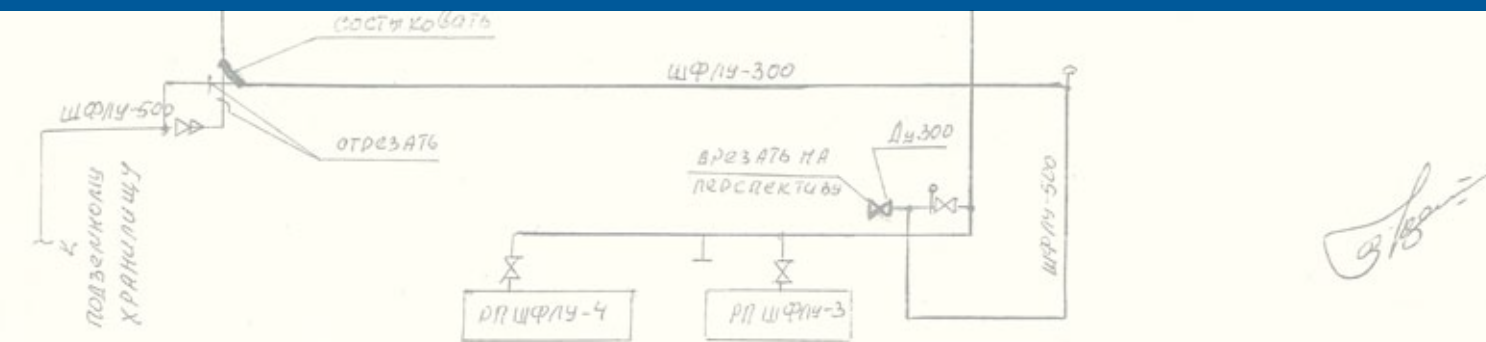 СОСТЫКОВАТЬ
ШФЛУ-300
ШФЛУ-500
ОТРЕЗАТЬ
Ду300
ВРЕЗАТЬ НА
ПЕРСПЕКТИВУ
ШФЛУ-500
К
ПОДЗЕМНОМУ
ХРАНИЛИЩУ
РП ШФЛУ-4
РП ШФЛУ-3